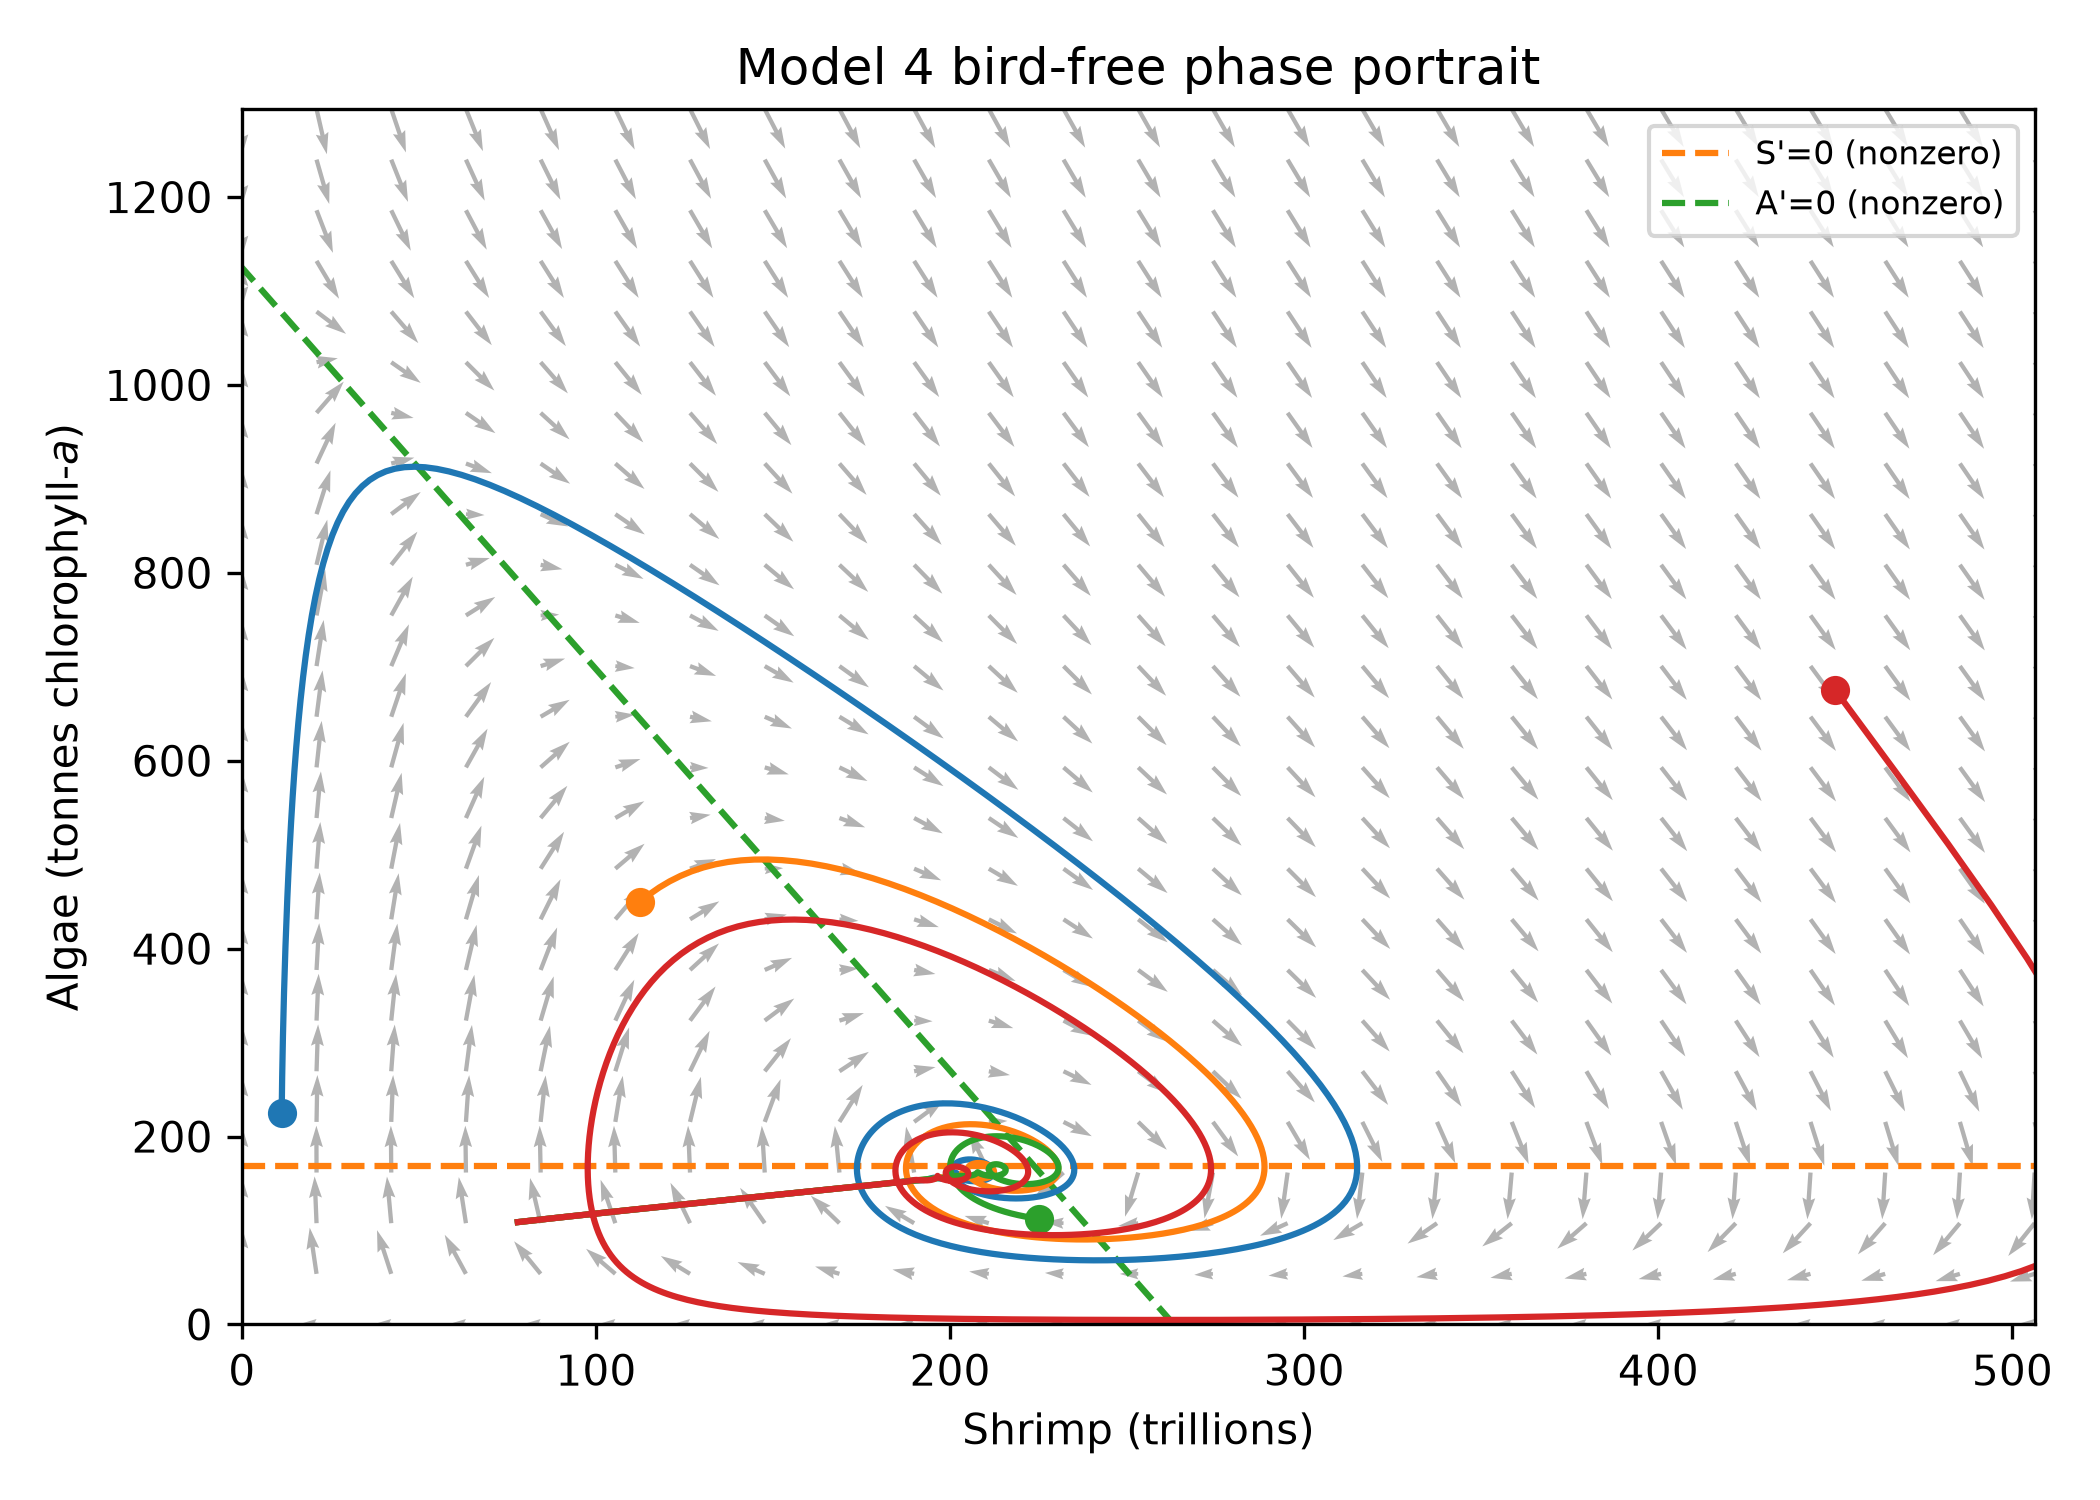 Model 4 bird-free phase portrait
S'=0 (nonzero)
A'=0 (nonzero)
Algae (tonnes chlorophyll-a)
1200
1000
800
600
400
200
0
0 100 200 300 400 500
Shrimp (trillions)